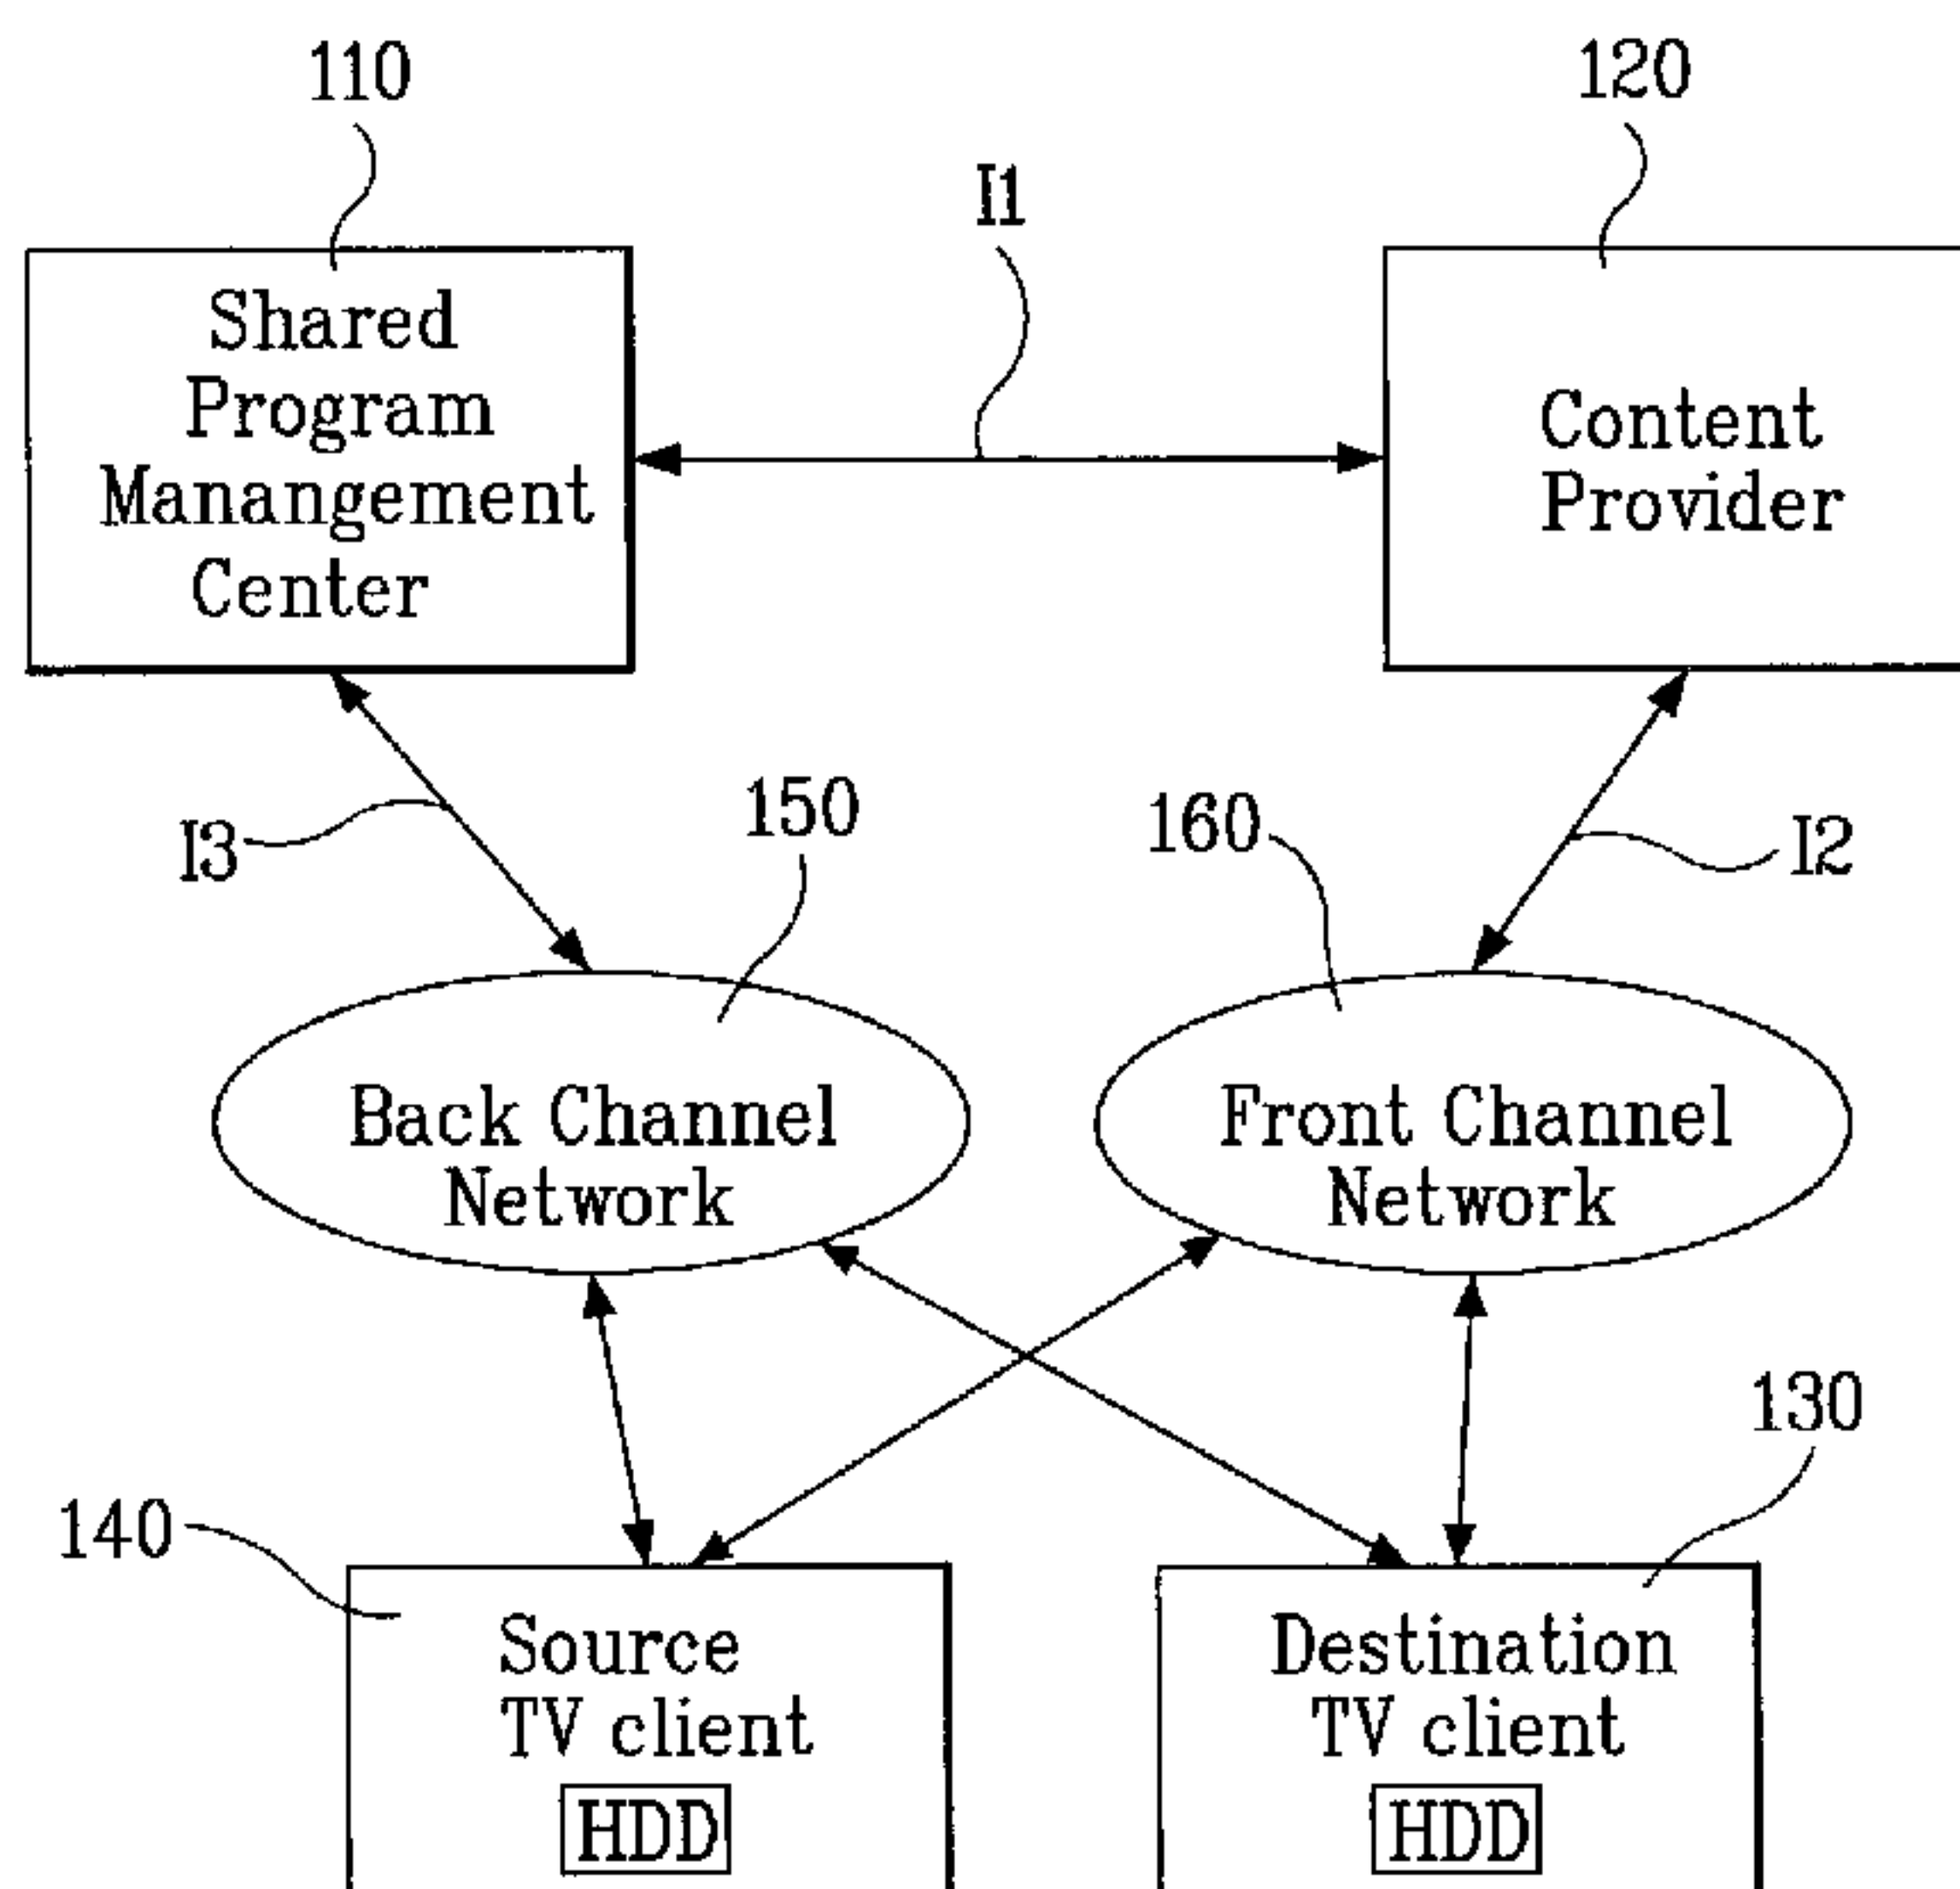 110
120
I1
Shared
Program
Manangement
Center
Content
Provider
I3
150
160
I2
Back Channel
Network
Front Channel
Network
130
140
Source
TV client
HDD
Destination
TV client
HDD